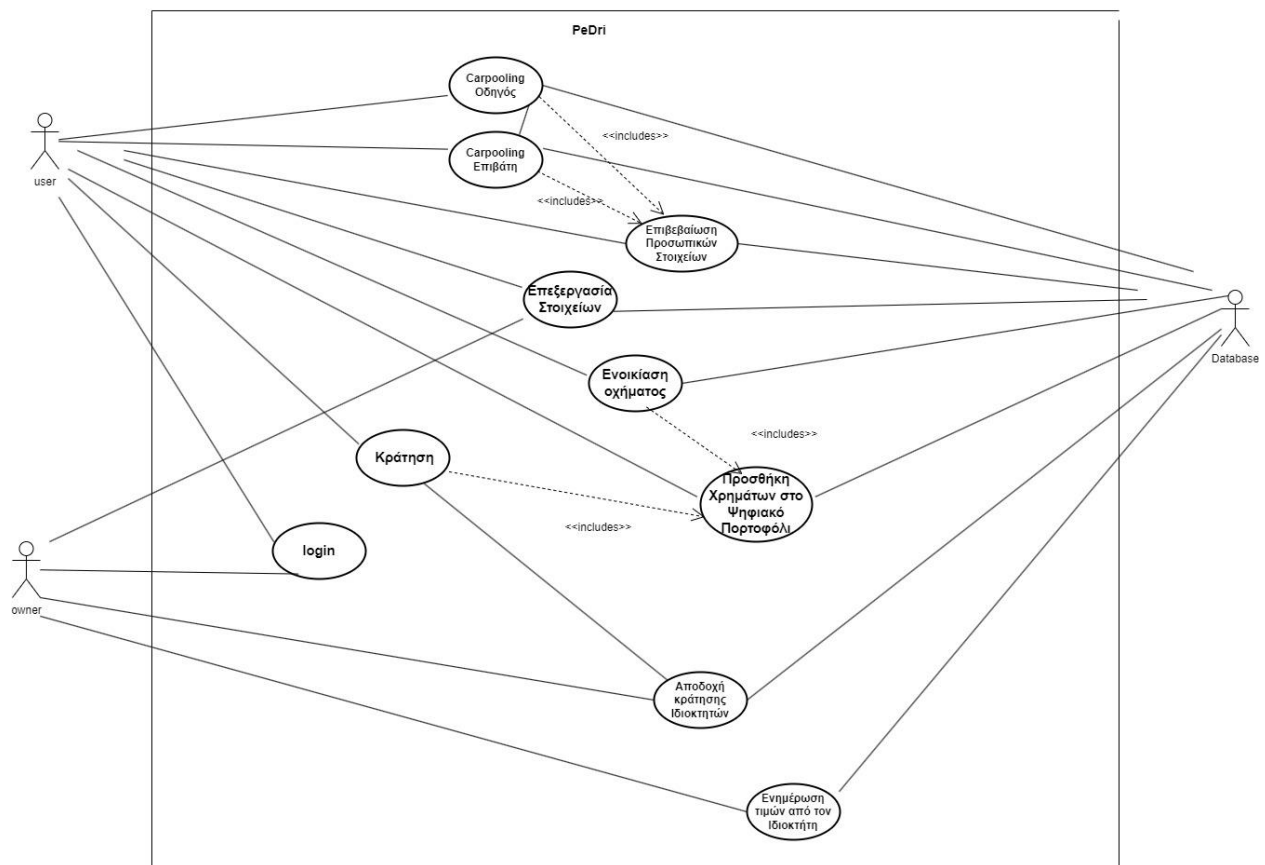 PeDri
Carpooling
Οδηγός
<<includes>>
user
Carpooling
Επιβάτη
<<includes>>
Επιβεβαίωση
Προσωπικών
Στοιχείων
Επεξεργασία
Στοιχείων
Database
Ενοικίαση
οχήματος
<<includes>>
Κράτηση
Προσθήκη
Χρημάτων στο
Ψηφιακό
Πορτοφόλι
<<includes>>
login
owner
Αποδοχή
κράτησης
Ιδιοκτητών
Ενημέρωση
τιμών από τον
Ιδιοκτήτη